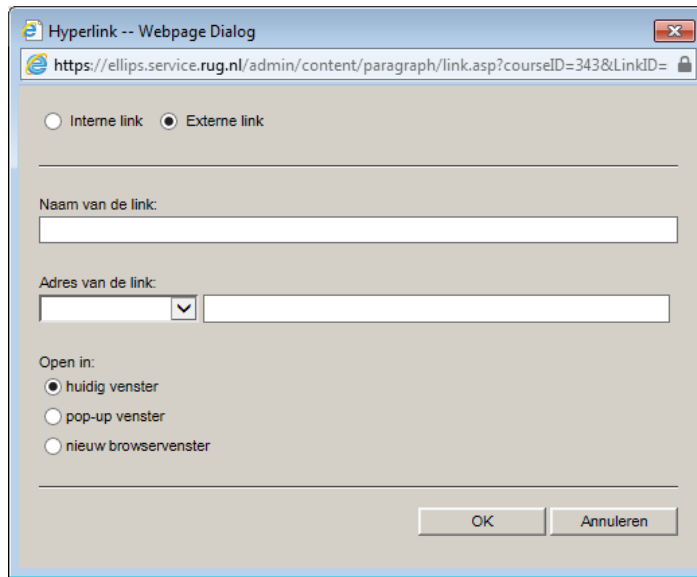 Hyperlink -- Webpage Dialog
https://ellips.service.rug.nl/admin/content/paragraph/link.asp?courseID=343&LinkID=
Interne link Externe link
Naam van de link:
Adres van de link:
Open in:
huidig venster
pop-up venster
nieuw browservenster
OK Annuleren